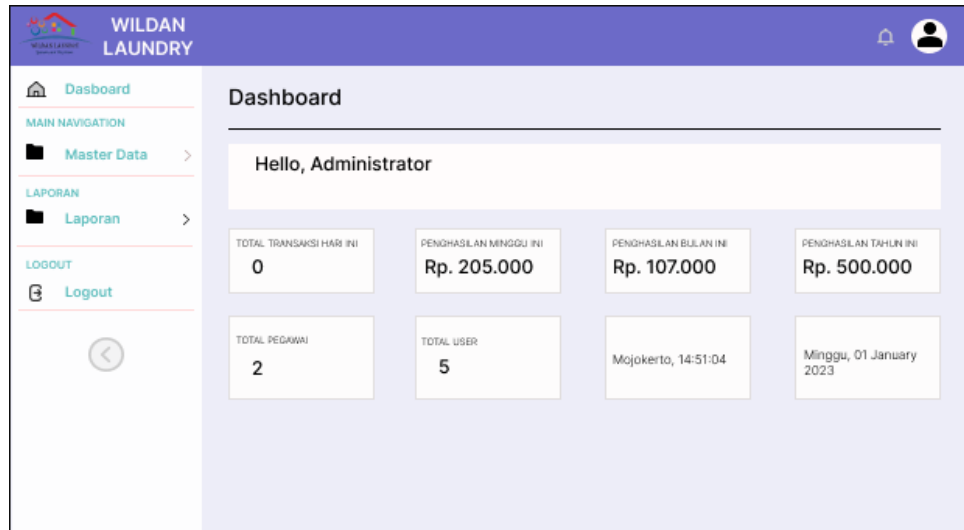 WILDAN
LAUNDRY
Dasboard
MAIN NAVIGATION
Master Data
LAPORAN
Laporan
LOGOUT
Logout
Dashboard
Hello, Administrator
TOTAL TRANSAKSI HARI INI
0
PENGHASILAN MINGGU INI
Rp. 205.000
PENGHASILAN BULAN INI
Rp. 107.000
PENGHASILAN TAHUN INI
Rp. 500.000
TOTAL PEGAWAI
2
TOTAL USER
5
Mojokerto, 14:51:04
Minggu, 01 January
2023